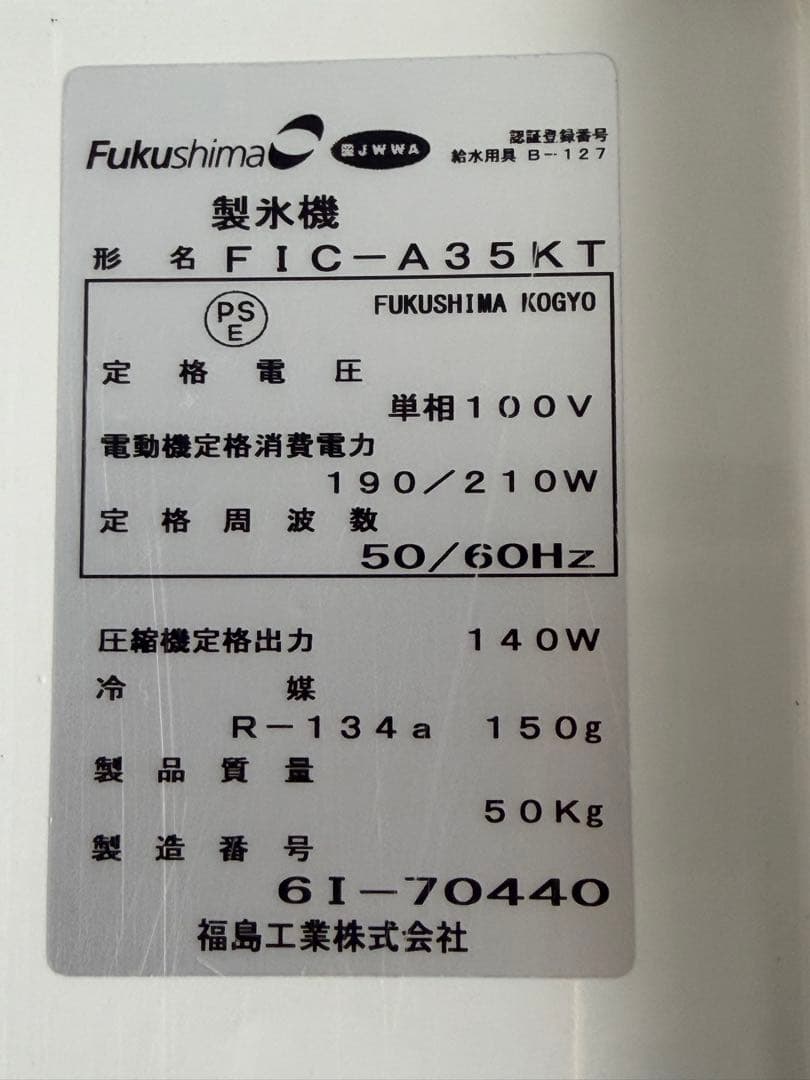 Fukushima JWWA 認証登録番号
給水用具 B-127
製氷機
形名 FIC-A35KT
PSE FUKUSHIMA KOGYO
定格電圧
単相100V
電動機定格消費電力
190/210W
定格周波数
50/60Hz
圧縮機定格出力 140W
冷媒
R-134a 150g
製品質量
50Kg
製造番号
6I-70440
福島工業株式会社